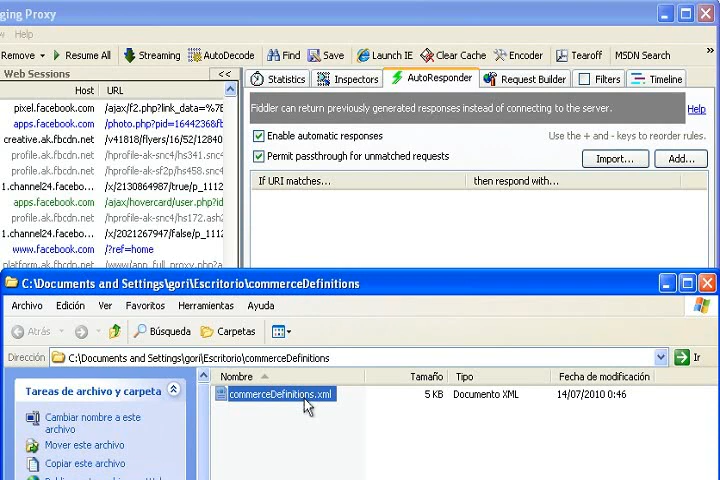 ging Proxy
w Help
Remove Resume All Streaming AutoDecode Find Save Launch IE Clear Cache Encoder Tearoff MSDN Search »
Web Sessions <<
Statistics Inspectors AutoResponder Request Builder Filters Timeline
Host URL
pixel.facebook.com /ajax/f2.php?link_data=%7B
apps.facebook.com /photo.php?pid=1644236&fb
creative.ak.fbcdn.net /v41818/flyers/16/52/12840
profile.ak.fbcdn.net /hprofile-ak-snc4/hs341.snc4
profile.ak.fbcdn.net /hprofile-ak-sf2p/hs458.snc4
1.channel24.facebo... /x/2130864987/true/p_1112
apps.facebook.com /ajax/hovercard/user.php?id
profile.ak.fbcdn.net /hprofile-ak-snc4/hs172.ash2
1.channel24.facebo... /x/2021267947/false/p_1112
www.facebook.com /?ref=home
platform.ak.fbcdn.net /www/app_full_proxy.php?a
Fiddler can return previously generated responses instead of connecting to the server.
Help
Enable automatic responses
Use the + and - keys to reorder rules.
Permit passthrough for unmatched requests
Import... Add...
If URI matches... then respond with...
C:\Documents and Settings\gori\Escritorio\commerceDefinitions
Archivo Edición Ver Favoritos Herramientas Ayuda
Atrás Búsqueda Carpetas
Dirección C:\Documents and Settings\gori\Escritorio\commerceDefinitions Ir
Tareas de archivo y carpeta
Cambiar nombre a este
archivo
Mover este archivo
Copiar este archivo
Nombre Tamaño Tipo Fecha de modificación
commerceDefinitions.xml 5 KB Documento XML 14/07/2010 0:46